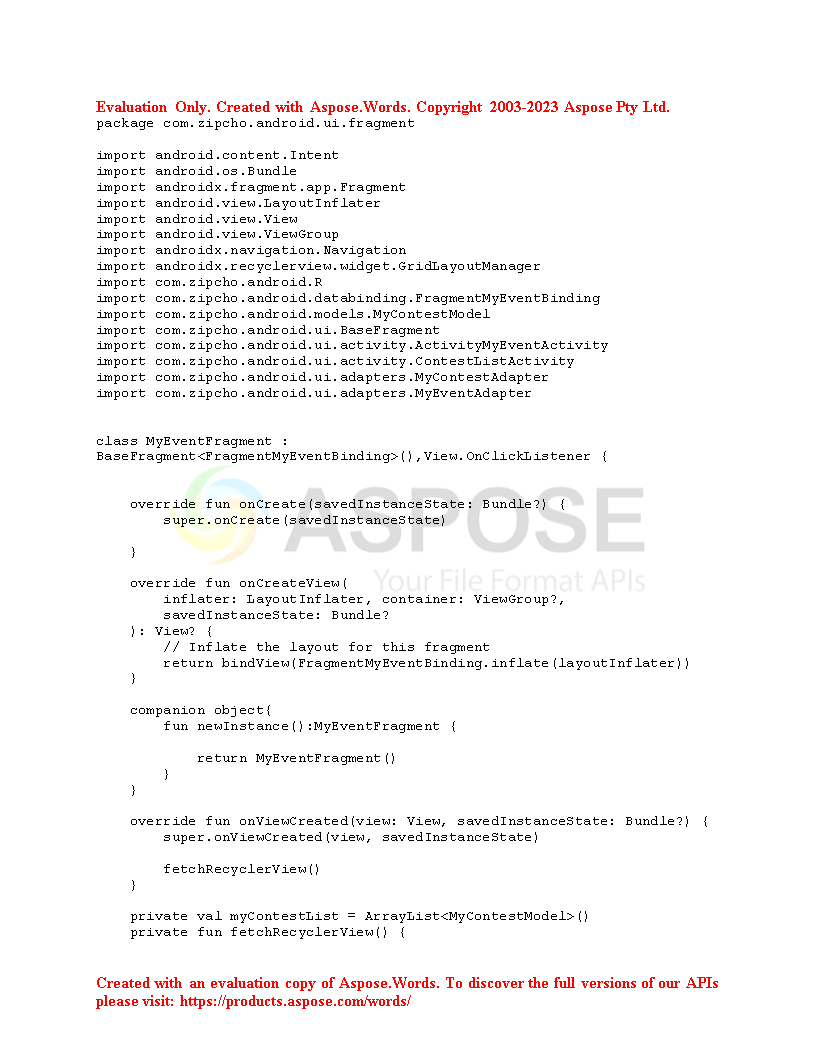 Evaluation Only. Created with Aspose.Words. Copyright 2003-2023 Aspose Pty Ltd.
package com.zipcho.android.ui.fragment
import android.content.Intent
import android.os.Bundle
import androidx.fragment.app.Fragment
import android.view.LayoutInflater
import android.view.View
import android.view.ViewGroup
import androidx.navigation.Navigation
import androidx.recyclerview.widget.GridLayoutManager
import com.zipcho.android.R
import com.zipcho.android.databinding.FragmentMyEventBinding
import com.zipcho.android.models.MyContestModel
import com.zipcho.android.ui.BaseFragment
import com.zipcho.android.ui.activity.ActivityMyEventActivity
import com.zipcho.android.ui.activity.ContestListActivity
import com.zipcho.android.ui.adapters.MyContestAdapter
import com.zipcho.android.ui.adapters.MyEventAdapter
class MyEventFragment :
BaseFragment<FragmentMyEventBinding>(),View.OnClickListener {
override fun onCreate(savedInstanceState: Bundle?) {
super.onCreate(savedInstanceState)
ASPOSE
}
Your File Format APIs
override fun onCreateView(
inflater: LayoutInflater, container: ViewGroup?,
savedInstanceState: Bundle?
): View? {
// Inflate the layout for this fragment
return bindView(FragmentMyEventBinding.inflate(layoutInflater))
}
companion object{
fun newInstance():MyEventFragment {
return MyEventFragment()
}
}
override fun onViewCreated(view: View, savedInstanceState: Bundle?) {
super.onViewCreated(view, savedInstanceState)
fetchRecyclerView()
}
private val myContestList = ArrayList<MyContestModel>()
private fun fetchRecyclerView() {
Created with an evaluation copy of Aspose.Words. To discover the full versions of our APIs
please visit: https://products.aspose.com/words/